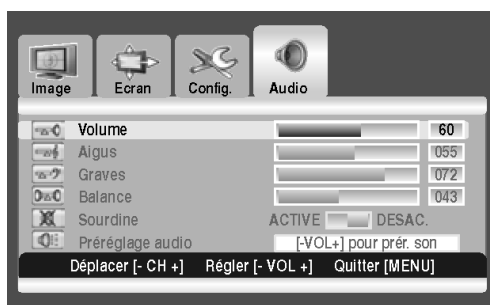 Image Ecran Config. Audio
Volume 60
Aigus 055
Graves 072
Balance 043
Sourdine ACTIVE DESAC.
Préréglage audio [-VOL+] pour prér. son
Déplacer [- CH +] Régler [- VOL +] Quitter [MENU]